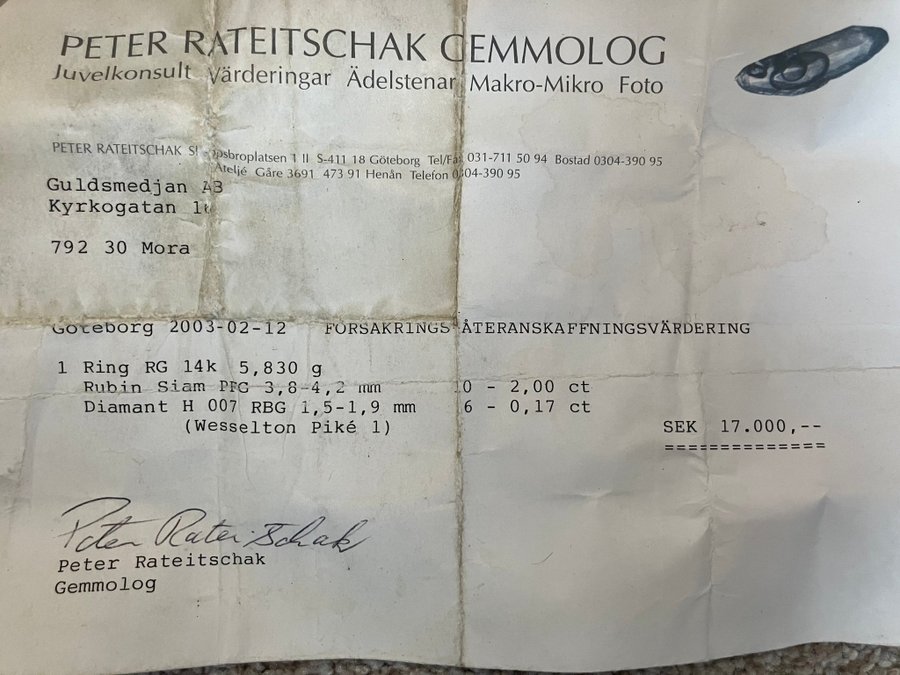 PETER RATEITSCHAK GEMMOLOG
Juvelkonsult Värderingar Ädelstenar Makro-Mikro Foto
PETER RATEITSCHAK 1 II S-411 18 Göteborg Tel/Fax 031-711 50 94 Bostad 0304-390 95
Ateljé Gåre 3691 473 91 Henån Telefon 0304-390 95
Guldsmedjan AB
Kyrkogatan
792 30 Mora
Göteborg 2003-02-12 FÖRSÄKRINGS ÅTERANSKAFFNINGSVÄRDERING
1 Ring RG 14k 5,830 g
Rubin Siam PFG 3,8-4,2 mm 0 - 2,00 ct
Diamant H 007 RBG 1,5-1,9 mm 6 - 0,17 ct
(Wesselton Piké 1)
SEK 17.000,--
=============
Peter Rateitschak
Peter Rateitschak
Gemmolog